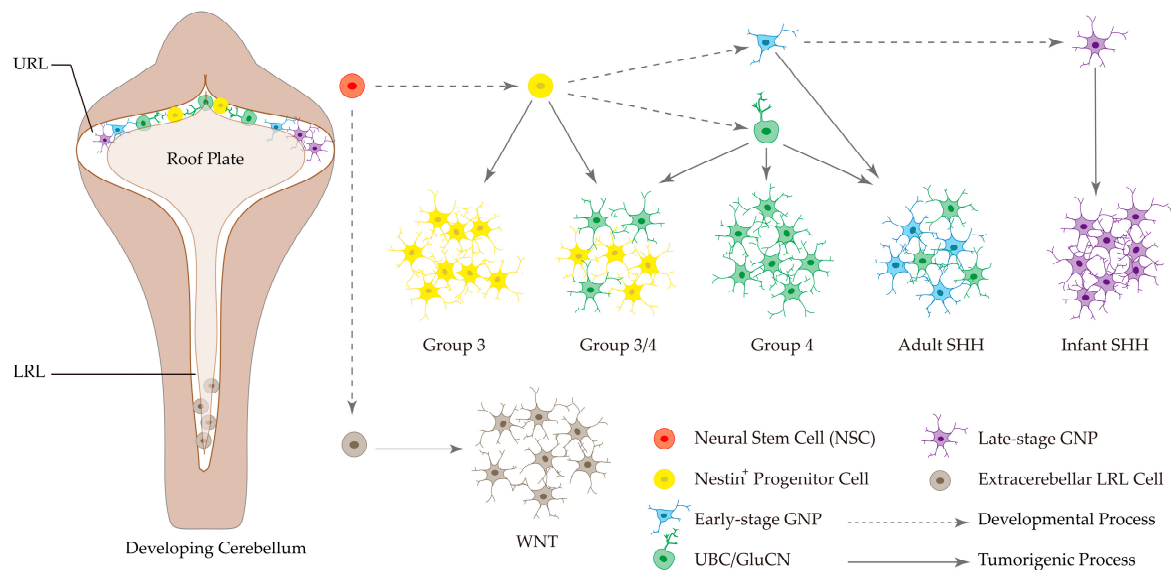 URL
Roof Plate
LRL
Developing Cerebellum
Group 3
Group 3/4
Group 4
Adult SHH
Infant SHH
WNT
Neural Stem Cell (NSC)
Nestin+ Progenitor Cell
Early-stage GNP
UBC/GluCN
Late-stage GNP
Extracerebellar LRL Cell
Developmental Process
Tumorigenic Process